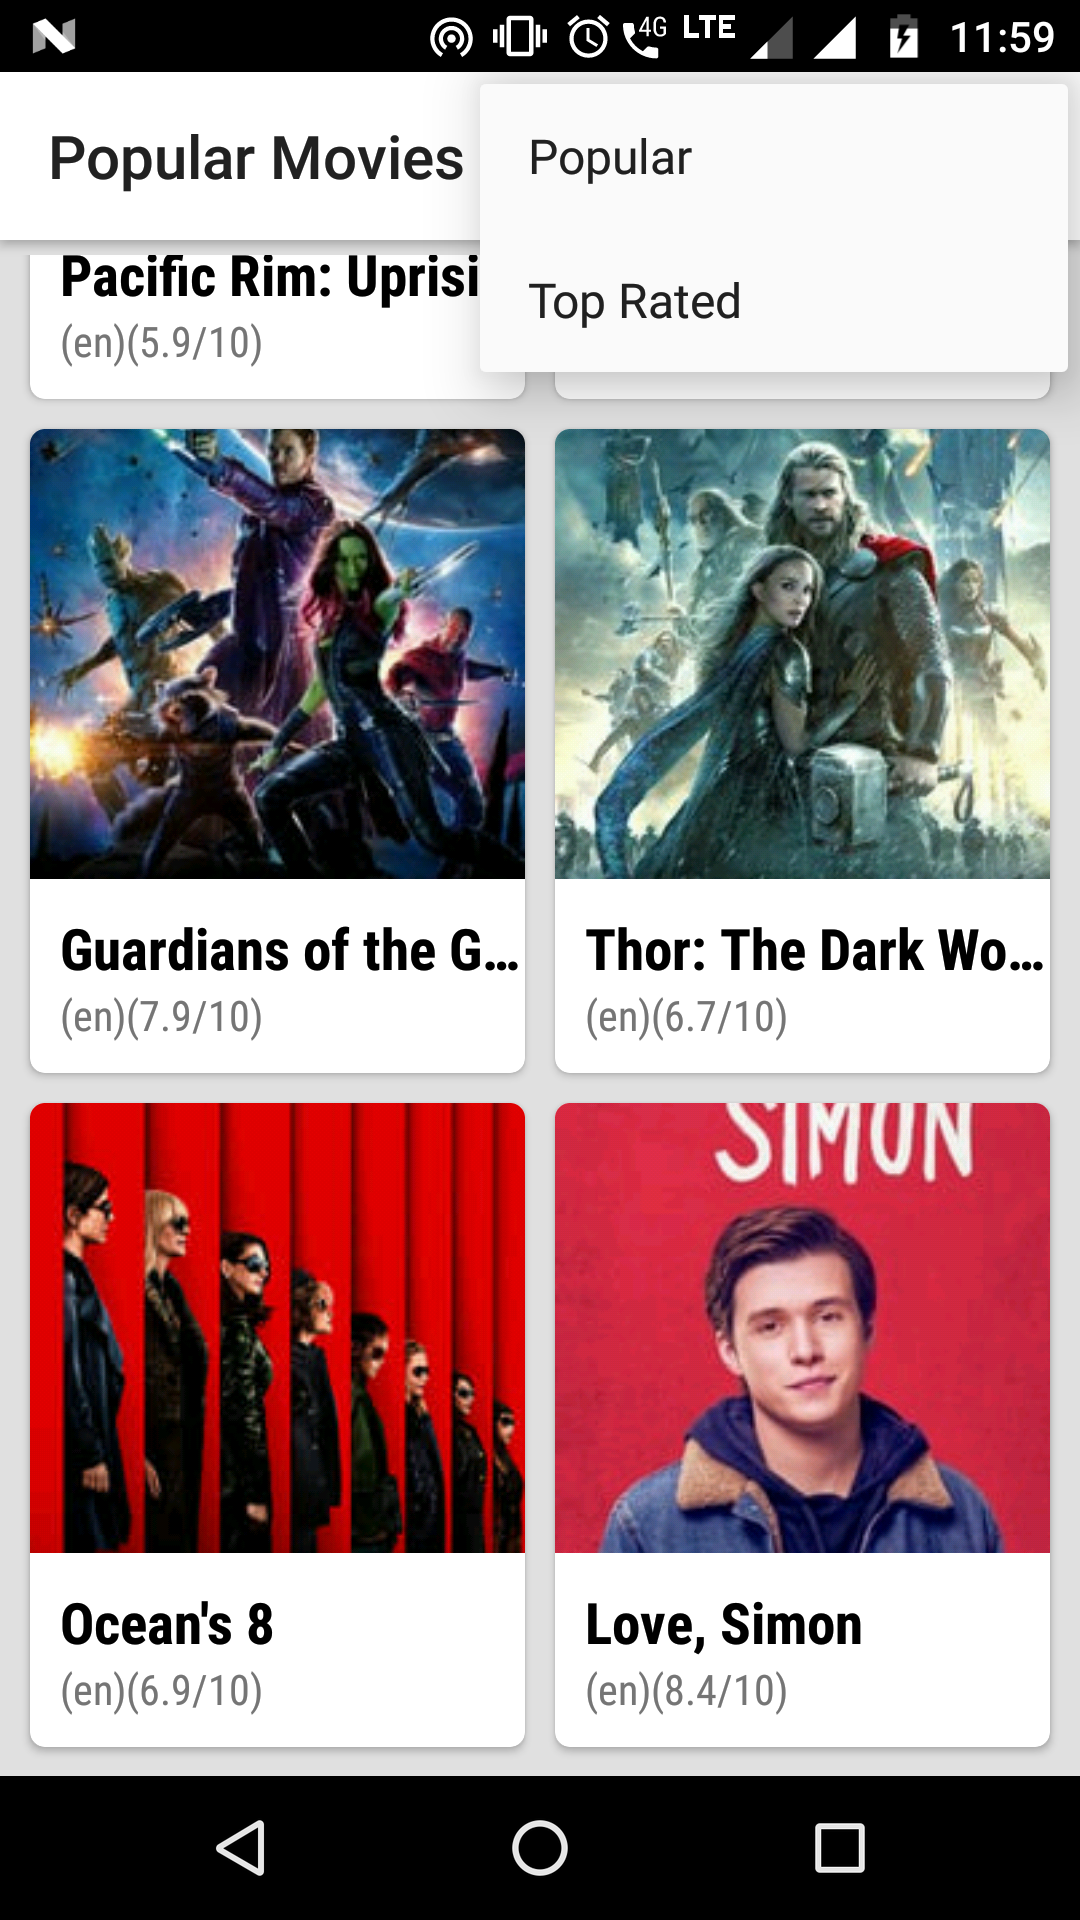 4G LTE 11:59
Popular Movies
Popular
Top Rated
Pacific Rim: Uprisi
(en)(5.9/10)
Guardians of the G...
(en)(7.9/10)
Thor: The Dark Wo...
(en)(6.7/10)
SIMON
Ocean's 8
(en)(6.9/10)
Love, Simon
(en)(8.4/10)